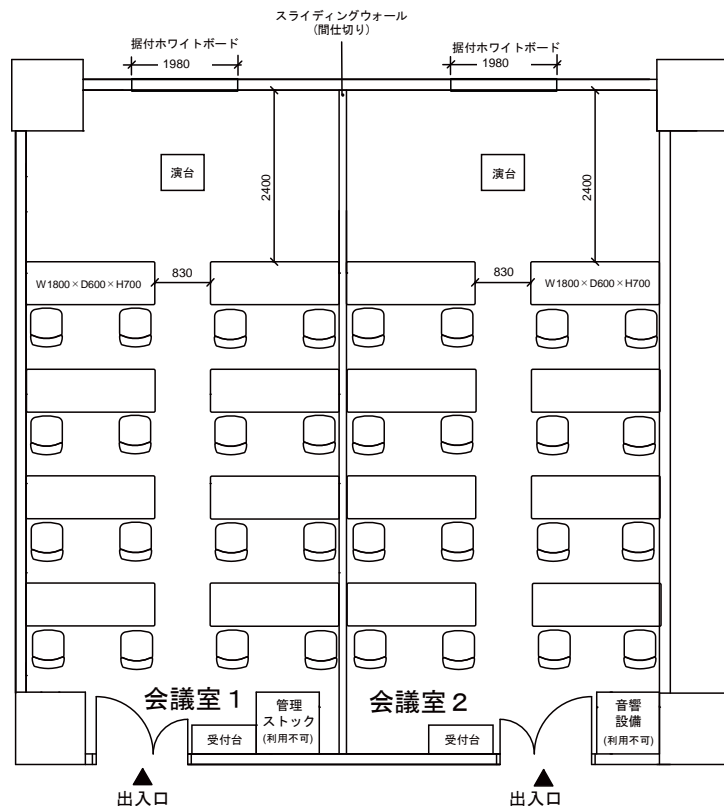 スライディングウォール
(間仕切り)
据付ホワイトボード
1980
据付ホワイトボード
1980
演台
2400
演台
2400
W1800×D600×H700
830
830
W1800×D600×H700
会議室1
管理
ストック
(利用不可)
受付台
会議室2
受付台
音響
設備
(利用不可)
出入口
出入口